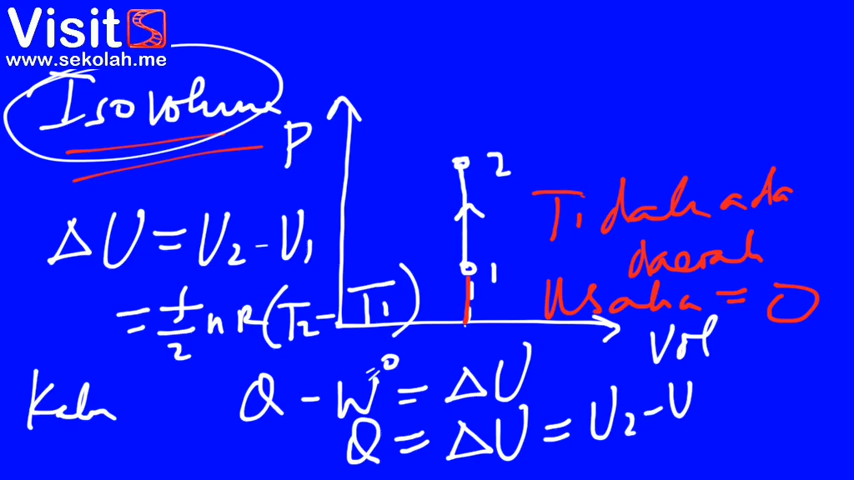 Visit S
www.sekolah.me
Isovolume
P
2
1
Vol
Tidak ada
daerah
Usaha = 0
ΔU = U₂ - U₁
= f/2 n R (T₂ - T₁)
Q - W⁼⁰ = ΔU
Q = ΔU = U₂ - U